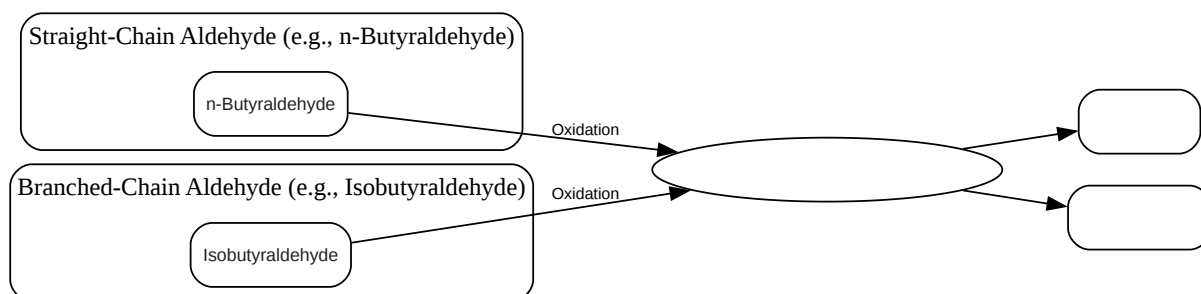 Straight-Chain Aldehyde (e.g., n-Butyraldehyde)
n-Butyraldehyde
Oxidation
Branched-Chain Aldehyde (e.g., Isobutyraldehyde)
Oxidation
Isobutyraldehyde